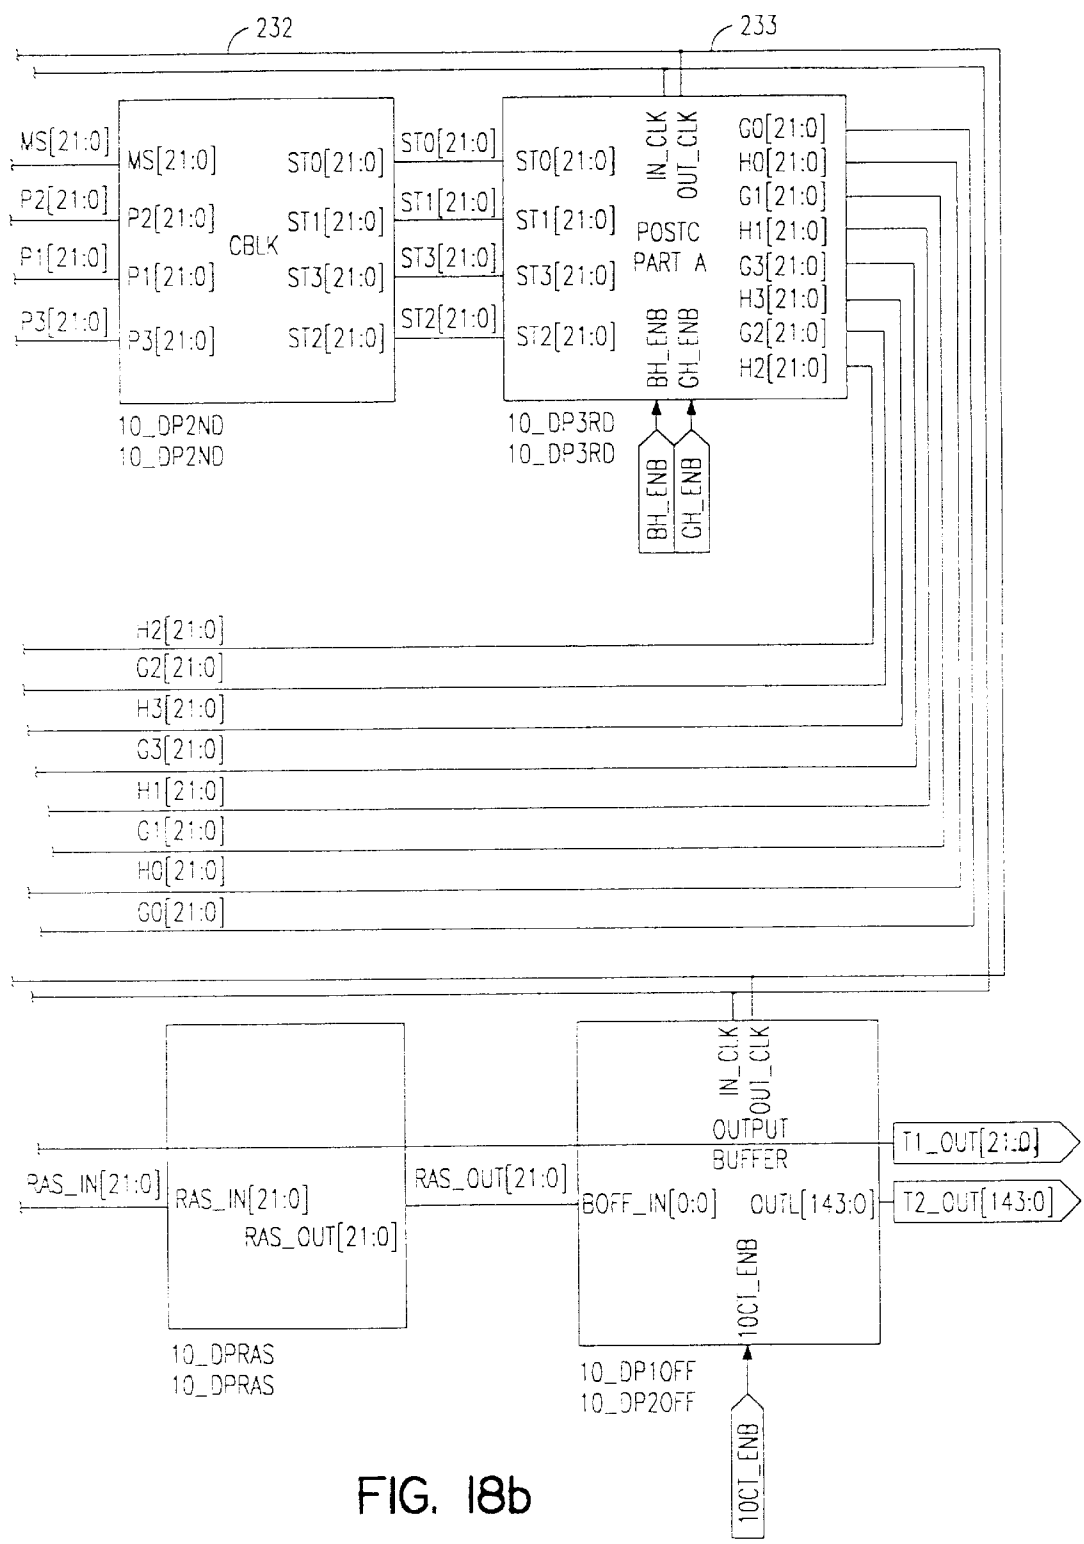 232
233
MS[21:0]
P2[21:0]
P1[21:0]
P3[21:0]
MS[21:0]
P2[21:0]
P1[21:0]
P3[21:0]
CBLK
ST0[21:0]
ST1[21:0]
ST3[21:0]
ST2[21:0]
10_DP2ND
10_DP2ND
ST0[21:0]
ST1[21:0]
ST3[21:0]
ST2[21:0]
ST0[21:0]
ST1[21:0]
ST3[21:0]
ST2[21:0]
IN_CLK
OUT_CLK
POSTC
PART A
BH_ENB
GH_ENB
G0[21:0]
H0[21:0]
G1[21:0]
H1[21:0]
G3[21:0]
H3[21:0]
G2[21:0]
H2[21:0]
10_DP3RD
10_DP3RD
BH_ENB
GH_ENB
H2[21:0]
G2[21:0]
H3[21:0]
G3[21:0]
H1[21:0]
G1[21:0]
H0[21:0]
G0[21:0]
RAS_IN[21:0]
RAS_IN[21:0]
RAS_OUT[21:0]
10_DPRAS
10_DPRAS
RAS_OUT[21:0]
IN_CLK
OUT_CLK
OUTPUT
BUFFER
BOFF_IN[0:0]
OUTL[143:0]
10CT_ENB
10_DP1OFF
10_DP2OFF
10CT_ENB
T1_OUT[21:0]
T2_OUT[143:0]
FIG. 18b